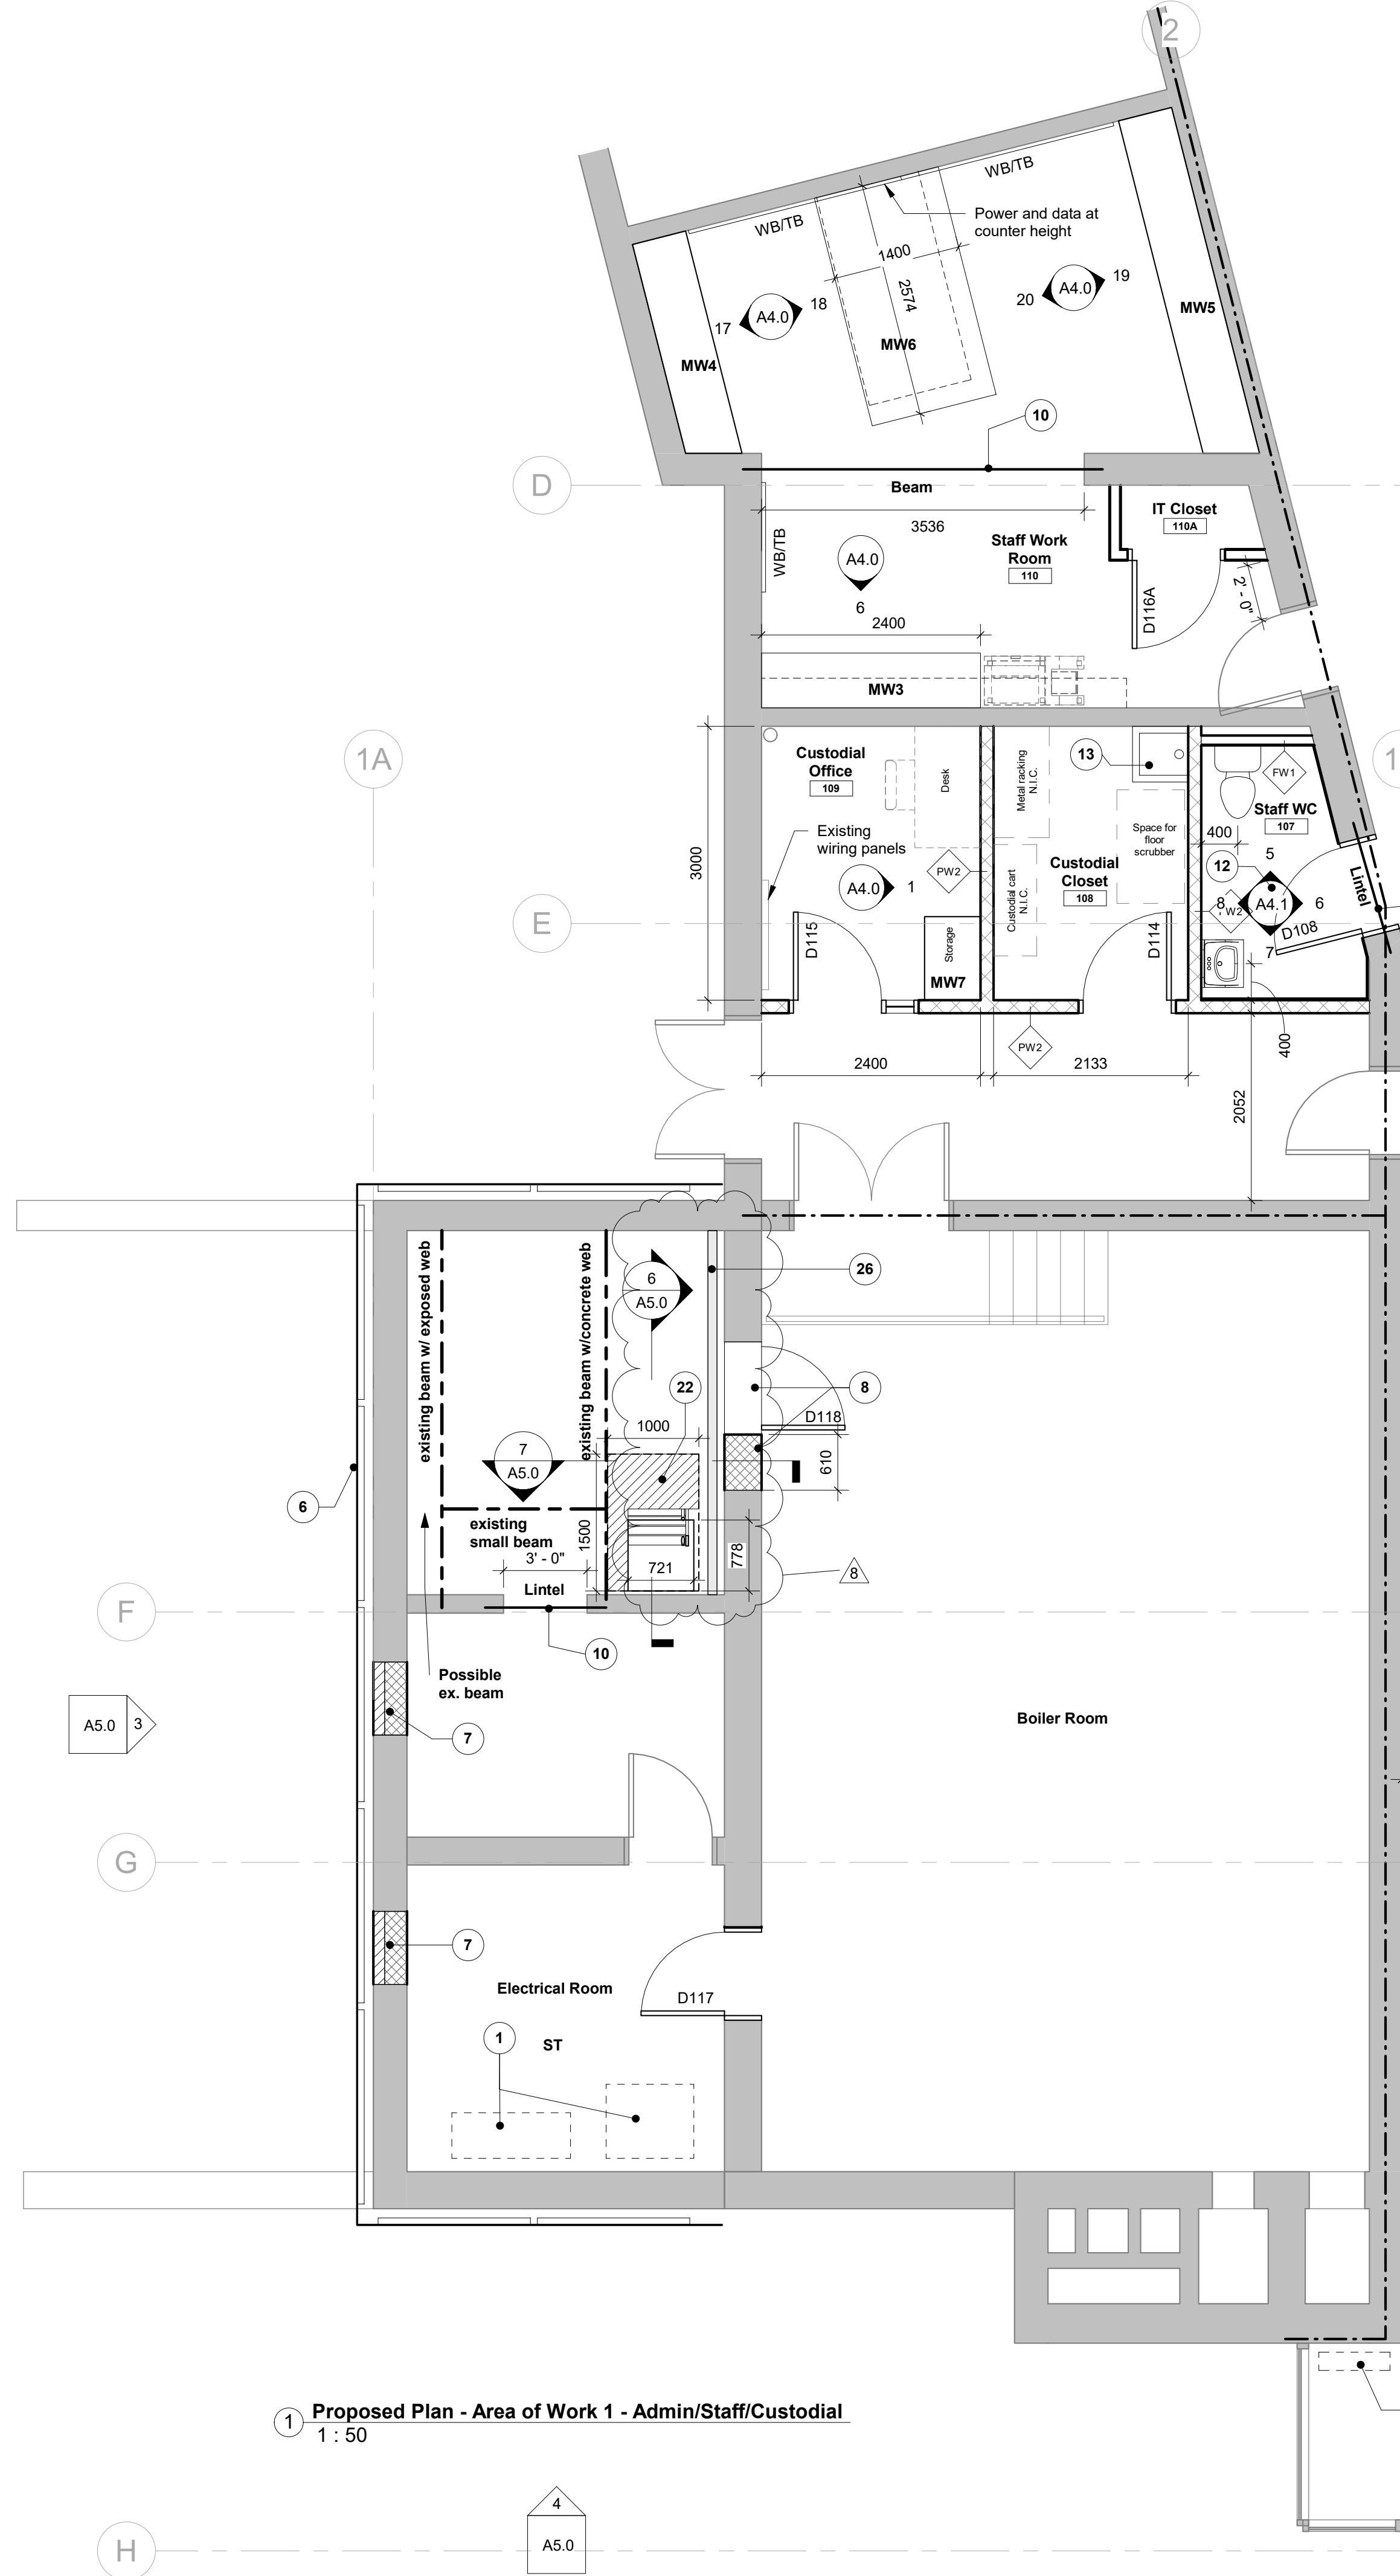 2
WB/TB
WB/TB
Power and data at
counter height
1400
2574
19
A4.0
20
18
A4.0
17
MW5
MW6
MW4
10
D
Beam
3536
IT Closet
110A
WB/TB
Staff Work
Room
110
A4.0
6
2' - 0"
D116A
2400
MW3
1A
1
Custodial
Office
109
Desk
Metal racking
N.I.C.
13
FW1
Staff WC
107
Existing
wiring panels
Space for
floor
scrubber
400
5
3000
12
Custodial
Closet
108
Lintel
A4.0
1
PW2
Custodial cart
N.I.C.
8
W2
A4.1
6
E
D115
Storage
D114
D108
7
MW7
400
PW2
2400
2133
2052
existing beam w/ exposed web
existing beam w/concrete web
6
A5.0
26
22
8
1000
D118
7
A5.0
610
6
existing
small beam
1500
3' - 0"
721
778
8
Lintel
F
10
Possible
ex. beam
A5.0
3
7
Boiler Room
G
7
Electrical Room
D117
1
ST
1
Proposed Plan - Area of Work 1 - Admin/Staff/Custodial
1 : 50
4
A5.0
H